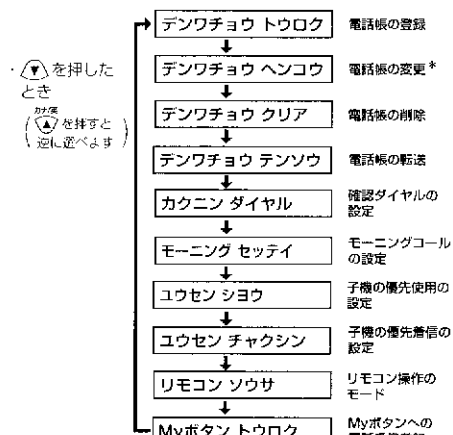 デンワチョウ トウロク 電話帳の登録
・▼を押した
とき
デンワチョウ ヘンコウ 電話帳の変更*
カナ/英
(▲を押すと
逆に選べます)
デンワチョウ クリア 電話帳の削除
デンワチョウ テンソウ 電話帳の転送
カクニン ダイヤル 確認ダイヤルの
設定
モーニング セッテイ モーニングコール
の設定
ユウセン シヨウ 子機の優先使用の
設定
ユウセン チャクシン 子機の優先着信の
設定
リモコン ソウサ リモコン操作の
モード
Myボタン トウロク Myボタンへの